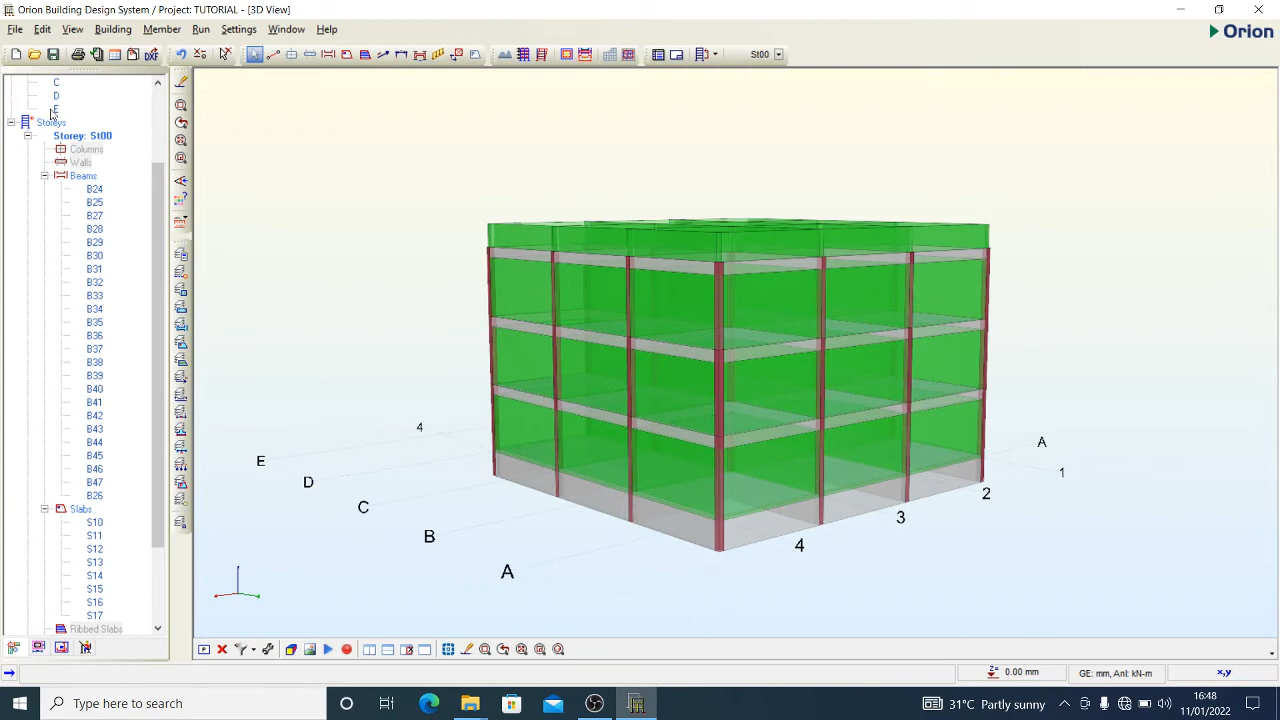 Orion Building Design System / Project: TUTORIAL - [3D View]
File Edit View Building Member Run Settings Window Help
Orion
DXF
St00
C
D
E
Storeys
Storey: St00
Columns
Walls
Beams
B24
B25
B27
B28
B29
B30
B31
B32
B33
B34
B35
B36
B37
B38
B39
B40
B41
B42
B43
B44
B45
B46
B47
B26
Slabs
S10
S11
S12
S13
S14
S15
S16
S17
Ribbed Slabs
4
E
D
C
B
A
A
1
2
3
4
0.00 mm
GE: mm, Anl: kN-m
x,y
Type here to search
31°C Partly sunny
16:48
11/01/2022